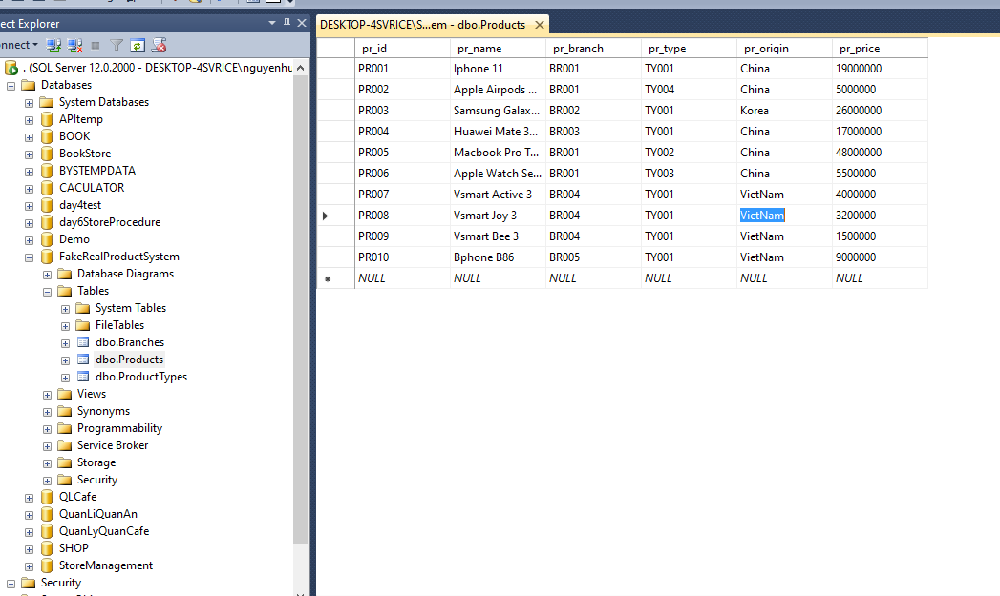 ect Explorer
nnect
. (SQL Server 12.0.2000 - DESKTOP-4SVRICE\nguyenhu
Databases
System Databases
APItemp
BOOK
BookStore
BYSTEMPDATA
CACULATOR
day4test
day6StoreProcedure
Demo
FakeRealProductSystem
Database Diagrams
Tables
System Tables
FileTables
dbo.Branches
dbo.Products
dbo.ProductTypes
Views
Synonyms
Programmability
Service Broker
Storage
Security
QLCafe
QuanLiQuanAn
QuanLyQuanCafe
SHOP
StoreManagement
Security
DESKTOP-4SVRICE\S...em - dbo.Products
pr_id pr_name pr_branch pr_type pr_origin pr_price
PR001 Iphone 11 BR001 TY001 China 19000000
PR002 Apple Airpods ... BR001 TY004 China 5000000
PR003 Samsung Galax... BR002 TY001 Korea 26000000
PR004 Huawei Mate 3... BR003 TY001 China 17000000
PR005 Macbook Pro T... BR001 TY002 China 48000000
PR006 Apple Watch Se... BR001 TY003 China 5500000
PR007 Vsmart Active 3 BR004 TY001 VietNam 4000000
PR008 Vsmart Joy 3 BR004 TY001 VietNam 3200000
PR009 Vsmart Bee 3 BR004 TY001 VietNam 1500000
PR010 Bphone B86 BR005 TY001 VietNam 9000000
NULL NULL NULL NULL NULL NULL